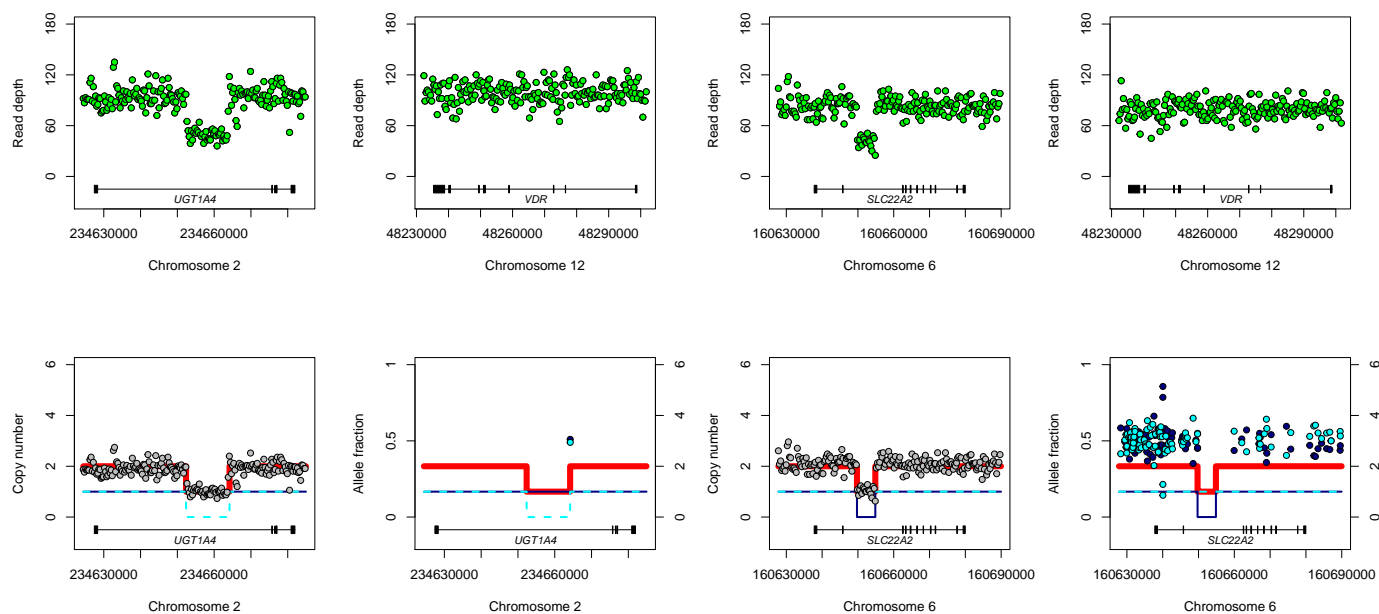 Read depth
0
60
120
180
UGT1A4
234630000
234660000
Chromosome 2
Read depth
0
60
120
180
VDR
48230000
48260000
48290000
Chromosome 12
Read depth
0
60
120
180
SLC22A2
160630000
160660000
160690000
Chromosome 6
Read depth
0
60
120
180
VDR
48230000
48260000
48290000
Chromosome 12
Copy number
0
2
4
6
UGT1A4
234630000
234660000
Chromosome 2
Allele fraction
0
0.5
1
0
2
4
6
UGT1A4
234630000
234660000
Chromosome 2
Copy number
0
2
4
6
SLC22A2
160630000
160660000
160690000
Chromosome 6
Allele fraction
0
0.5
1
0
2
4
6
SLC22A2
160630000
160660000
160690000
Chromosome 6